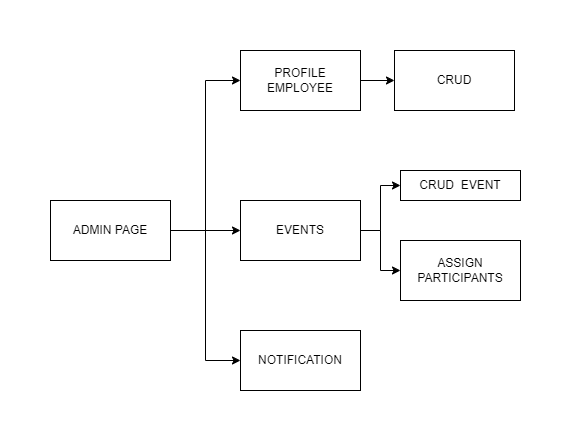 PROFILE
EMPLOYEE
CRUD
CRUD EVENT
ADMIN PAGE
EVENTS
ASSIGN
PARTICIPANTS
NOTIFICATION